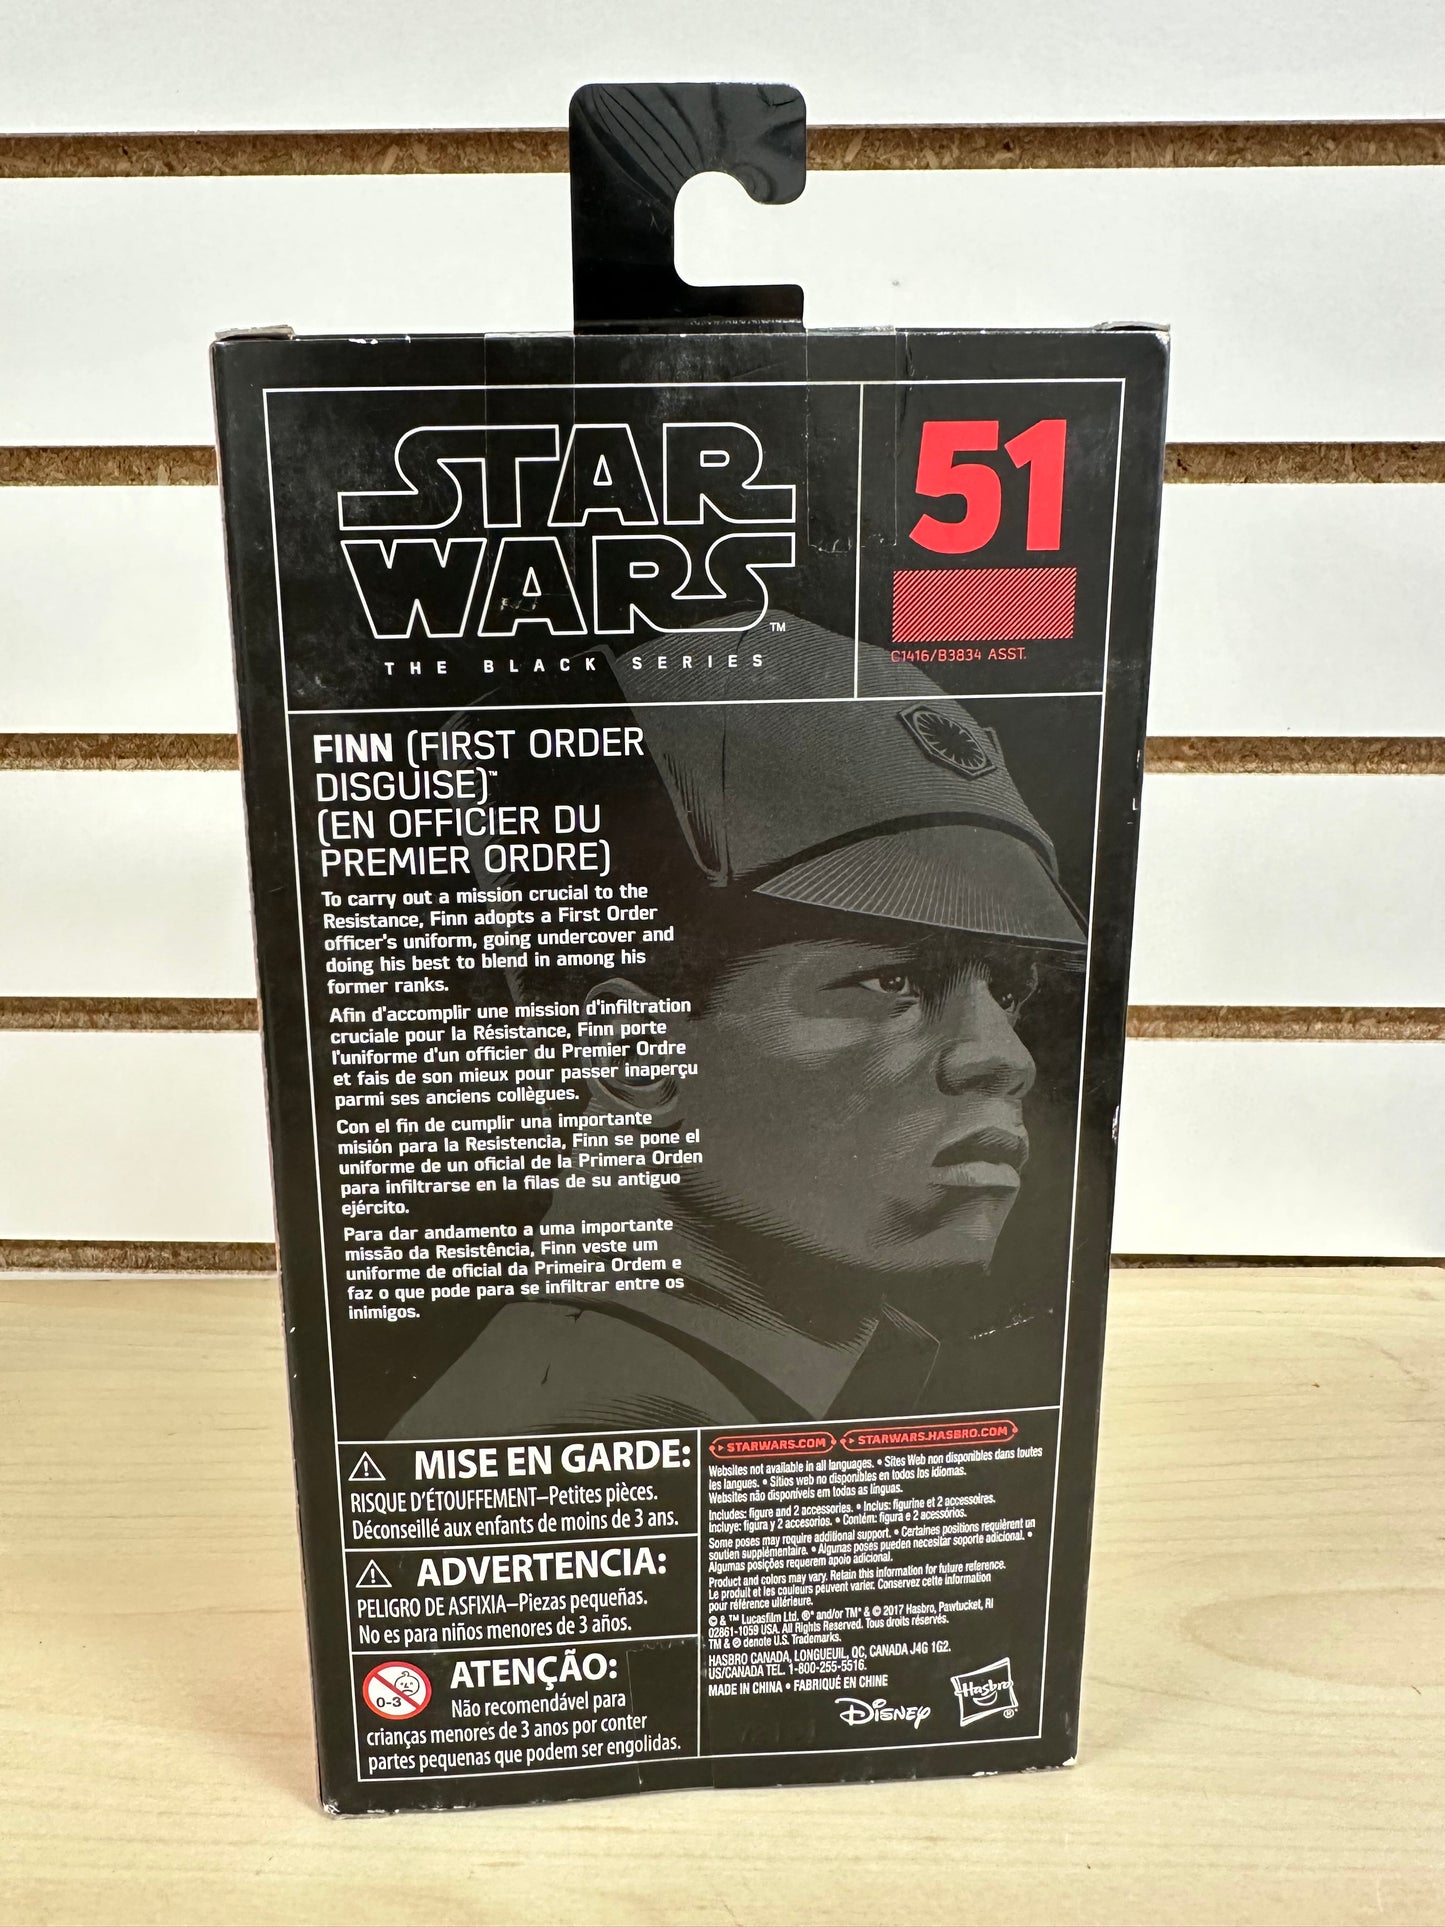 STAR
WARS™
THE BLACK SERIES
51
C1416/B3834 ASST.
FINN (FIRST ORDER
DISGUISE)™
(EN OFFICIER DU
PREMIER ORDRE)
To carry out a mission crucial to the
Resistance, Finn adopts a First Order
officer's uniform, going undercover and
doing his best to blend in among his
former ranks.
Afin d'accomplir une mission d'infiltration
cruciale pour la Résistance, Finn porte
l'uniforme d'un officier du Premier Ordre
et fais de son mieux pour passer inaperçu
parmi ses anciens collègues.
Con el fin de cumplir una importante
misión para la Resistencia, Finn se pone el
uniforme de un oficial de la Primera Orden
para infiltrarse en la filas de su antiguo
ejército.
Para dar andamento a uma importante
missão da Resistência, Finn veste um
uniforme de oficial da Primeira Ordem e
faz o que pode para se infiltrar entre os
inimigos.
MISE EN GARDE:
RISQUE D'ÉTOUFFEMENT–Petites pièces.
Déconseillé aux enfants de moins de 3 ans.
ADVERTENCIA:
PELIGRO DE ASFIXIA–Piezas pequeñas.
No es para niños menores de 3 años.
0-3
ATENÇÃO:
Não recomendável para
crianças menores de 3 anos por conter
partes pequenas que podem ser engolidas.
STARWARS.COM STARWARS.HASBRO.COM
Websites not available in all languages. • Sites Web non disponibles dans toutes
les langues. • Sitios web no disponibles en todos los idiomas.
Websites não disponíveis em todas as línguas.
Includes: figure and 2 accessories. • Inclus: figurine et 2 accessoires.
Incluye: figura y 2 accesorios. • Contém: figura e 2 acessórios.
Some poses may require additional support. • Certaines positions requièrent un
soutien supplémentaire. • Algunas poses pueden necesitar soporte adicional. •
Algumas posições requerem apoio adicional.
Product and colors may vary. Retain this information for future reference.
Le produit et les couleurs peuvent varier. Conservez cette information
pour référence ultérieure.
© & ™ Lucasfilm Ltd. ®* and/or TM* & © 2017 Hasbro, Pawtucket, RI
02861-1059 USA. All Rights Reserved. Tous droits réservés.
TM & ® denote U.S. Trademarks.
HASBRO CANADA, LONGUEUIL, QC, CANADA J4G 1G2.
US/CANADA TEL. 1-800-255-5516.
MADE IN CHINA • FABRIQUÉ EN CHINE
Disney
Hasbro®